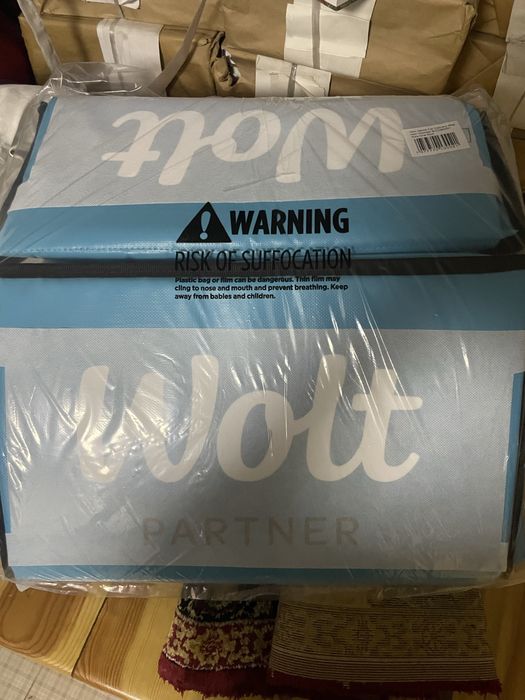 Wolt
WARNING
RISK OF SUFFOCATION
Plastic bag or film can be dangerous. Thin film may
cling to nose and mouth and prevent breathing. Keep
away from babies and children.
Wolt
PARTNER